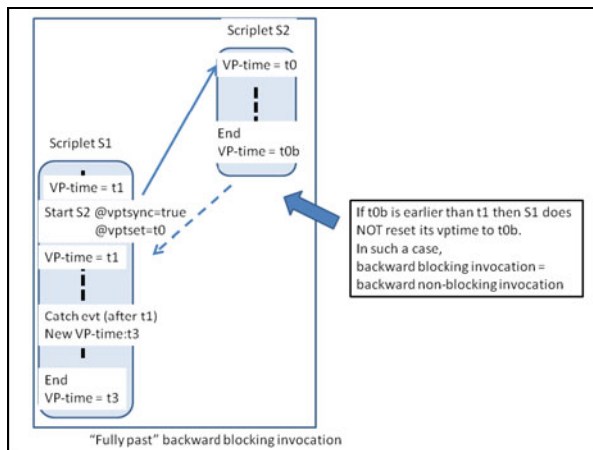 Scriplet S2
VP-time = t0
End
VP-time = t0b
Scriplet S1
VP-time = t1
Start S2 @vptsync=true
@vptset=t0
VP-time = t1
Catch evt (after t1)
New VP-time:t3
End
VP-time = t3
If t0b is earlier than t1 then S1 does
NOT reset its vptime to t0b.
In such a case,
backward blocking invocation =
backward non-blocking invocation
"Fully past" backward blocking invocation